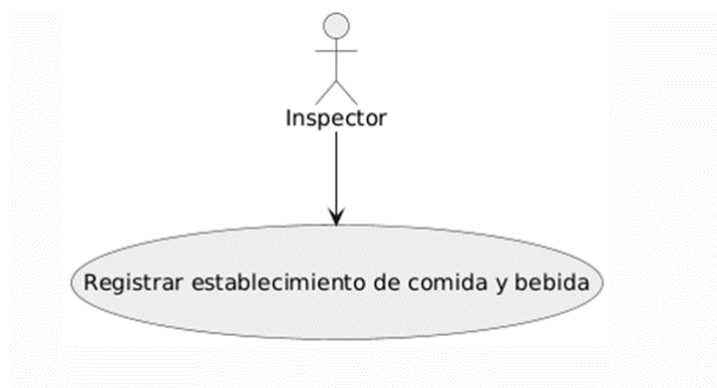 Inspector
Registrar establecimiento de comida y bebida